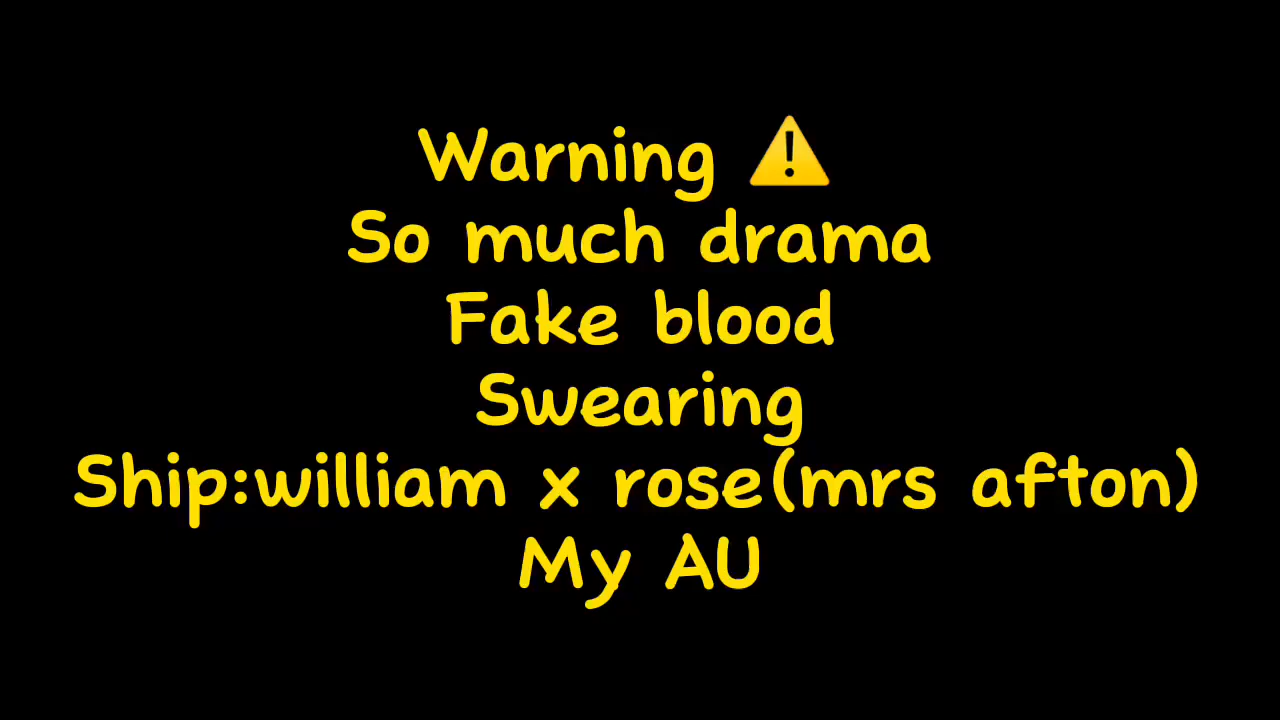 Warning ⚠️
So much drama
Fake blood
Swearing
Ship:william x rose(mrs afton)
My AU